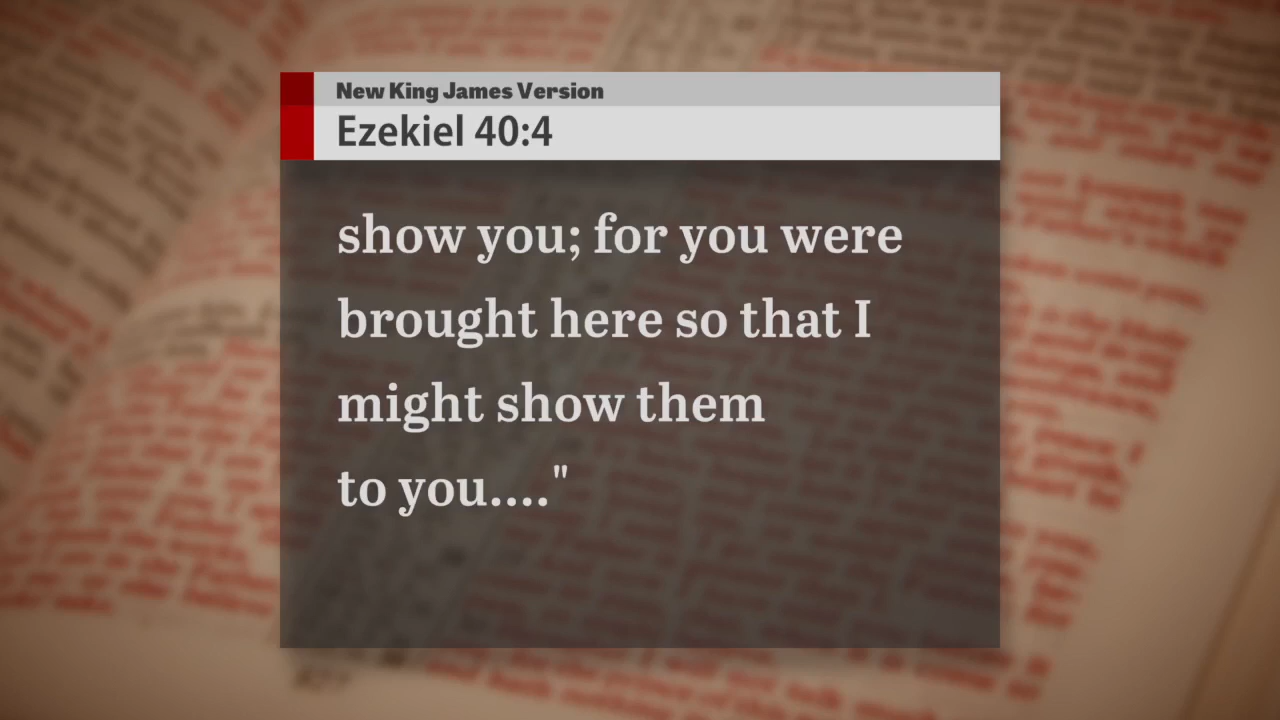 New King James Version
Ezekiel 40:4
show you; for you were
brought here so that I
might show them
to you...."